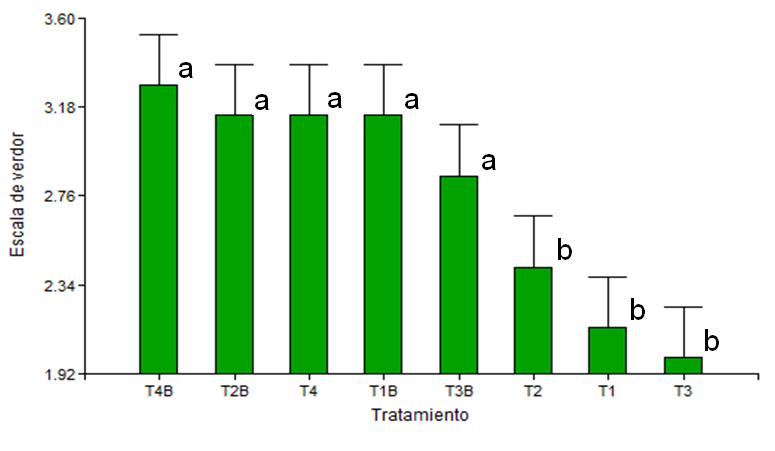 3.60
a
a
a
a
3.18
a
2.76
b
2.34
b
b
1.92
Escala de verdor
T4B T2B T4 T1B T3B T2 T1 T3
Tratamiento